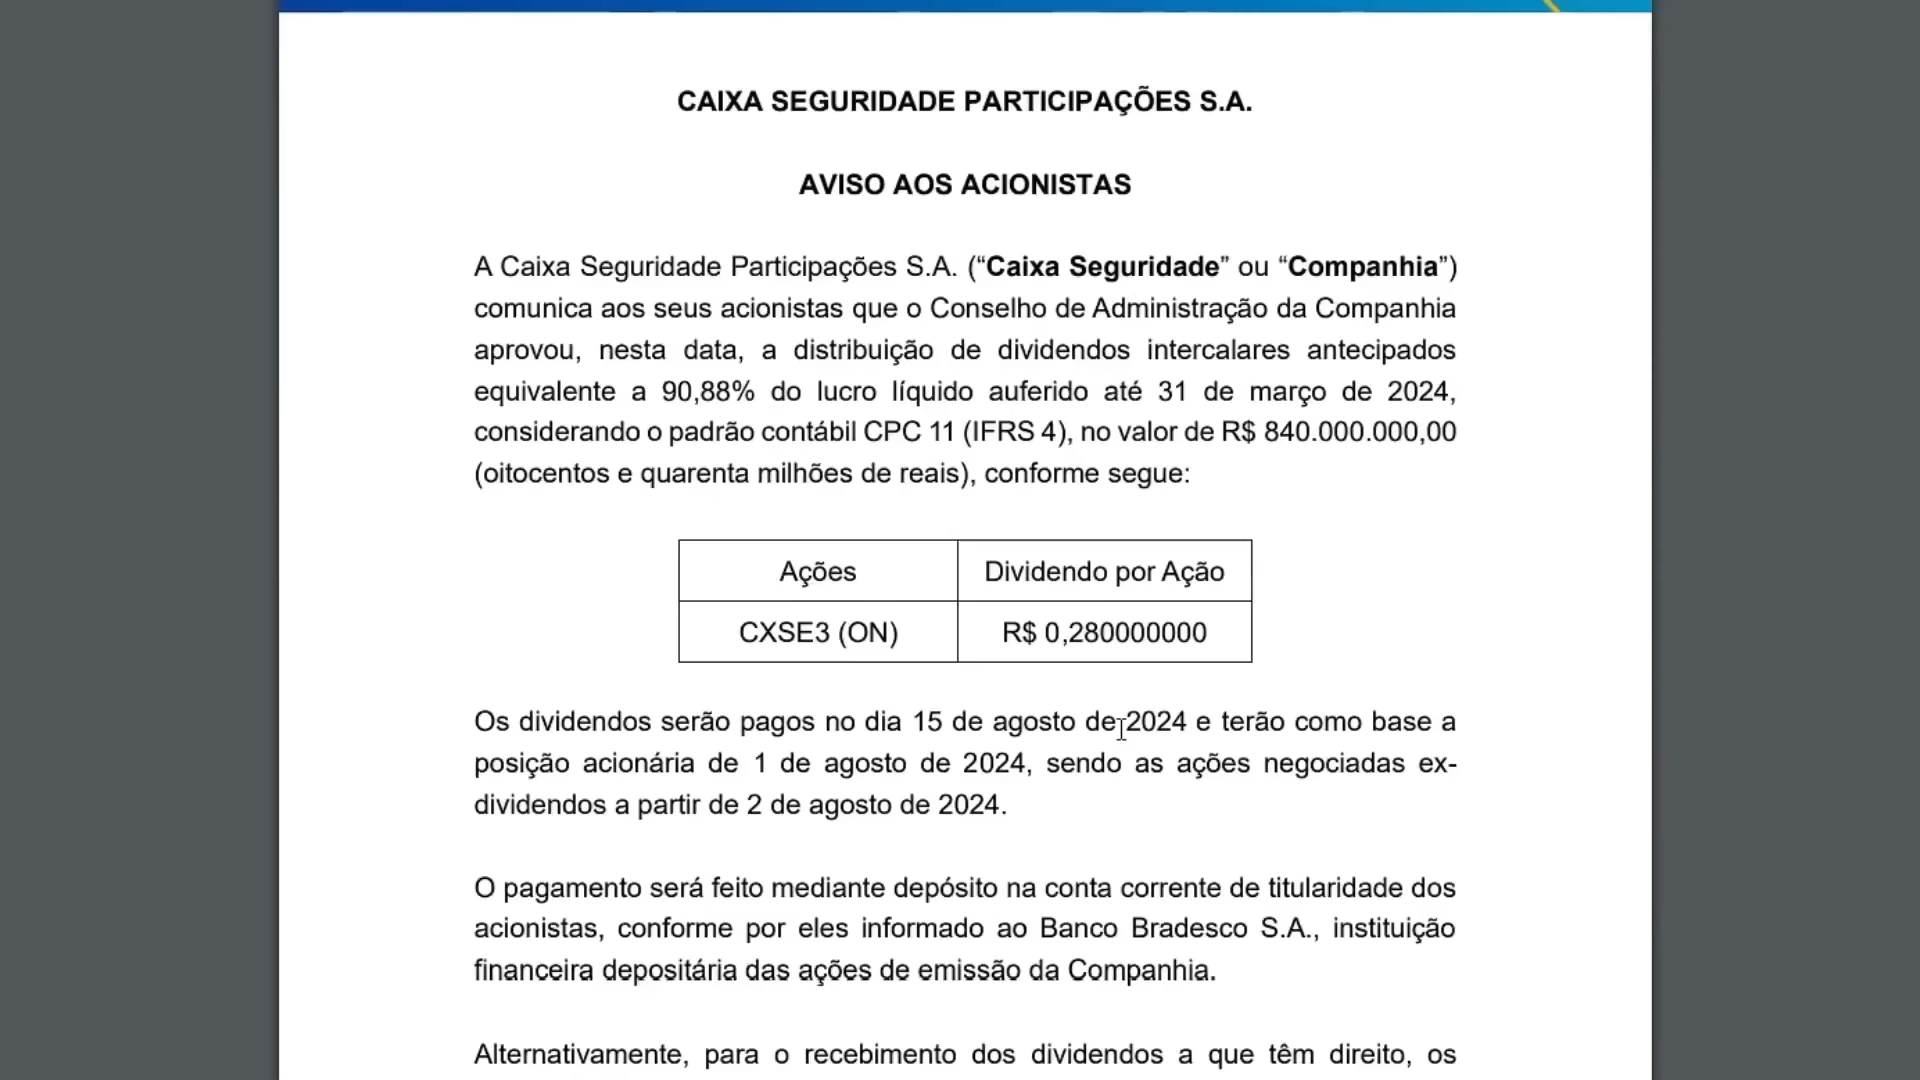 CAIXA SEGURIDADE PARTICIPAÇÕES S.A.
AVISO AOS ACIONISTAS
A Caixa Seguridade Participações S.A. (“Caixa Seguridade” ou “Companhia”)
comunica aos seus acionistas que o Conselho de Administração da Companhia
aprovou, nesta data, a distribuição de dividendos intercalares antecipados
equivalente a 90,88% do lucro líquido auferido até 31 de março de 2024,
considerando o padrão contábil CPC 11 (IFRS 4), no valor de R$ 840.000.000,00
(oitocentos e quarenta milhões de reais), conforme segue:
Ações Dividendo por Ação
CXSE3 (ON) R$ 0,280000000
Os dividendos serão pagos no dia 15 de agosto de 2024 e terão como base a
posição acionária de 1 de agosto de 2024, sendo as ações negociadas ex-
dividendos a partir de 2 de agosto de 2024.
O pagamento será feito mediante depósito na conta corrente de titularidade dos
acionistas, conforme por eles informado ao Banco Bradesco S.A., instituição
financeira depositária das ações de emissão da Companhia.
Alternativamente, para o recebimento dos dividendos a que têm direito, os